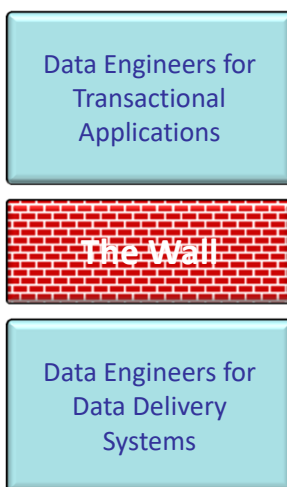 Data Engineers for
Transactional
Applications
The Wall
Data Engineers for
Data Delivery
Systems